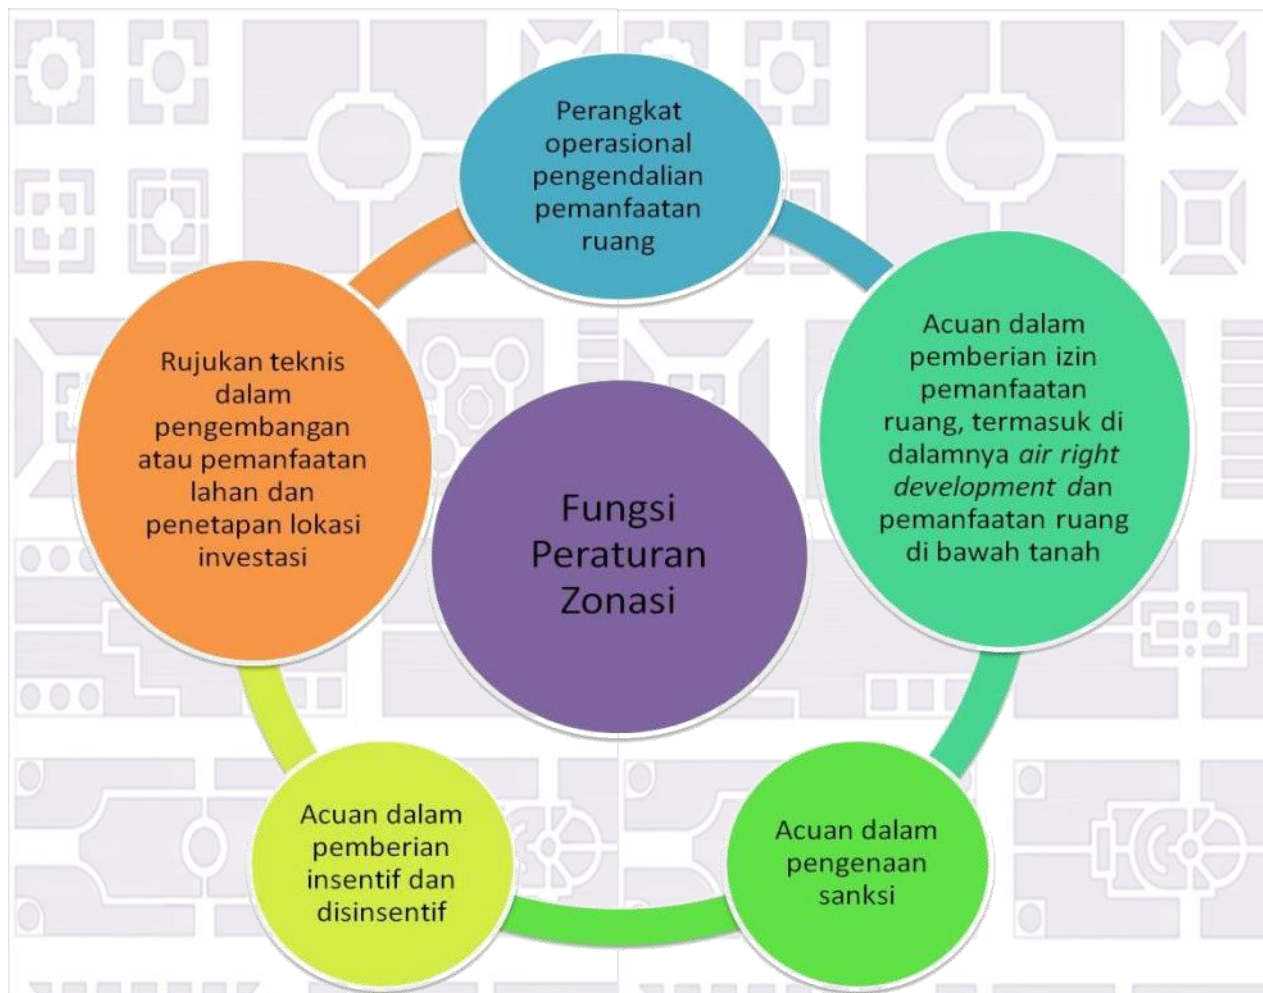 Perangkat
operasional
pengendalian
pemanfaatan
ruang
Acuan dalam
pemberian izin
pemanfaatan
ruang, termasuk di
dalamnya air right
development dan
pemanfaatan ruang
di bawah tanah
Acuan dalam
pengenaan
sanksi
Acuan dalam
pemberian
insentif dan
disinsentif
Rujukan teknis
dalam
pengembangan
atau pemanfaatan
lahan dan
penetapan lokasi
investasi
Fungsi
Peraturan
Zonasi